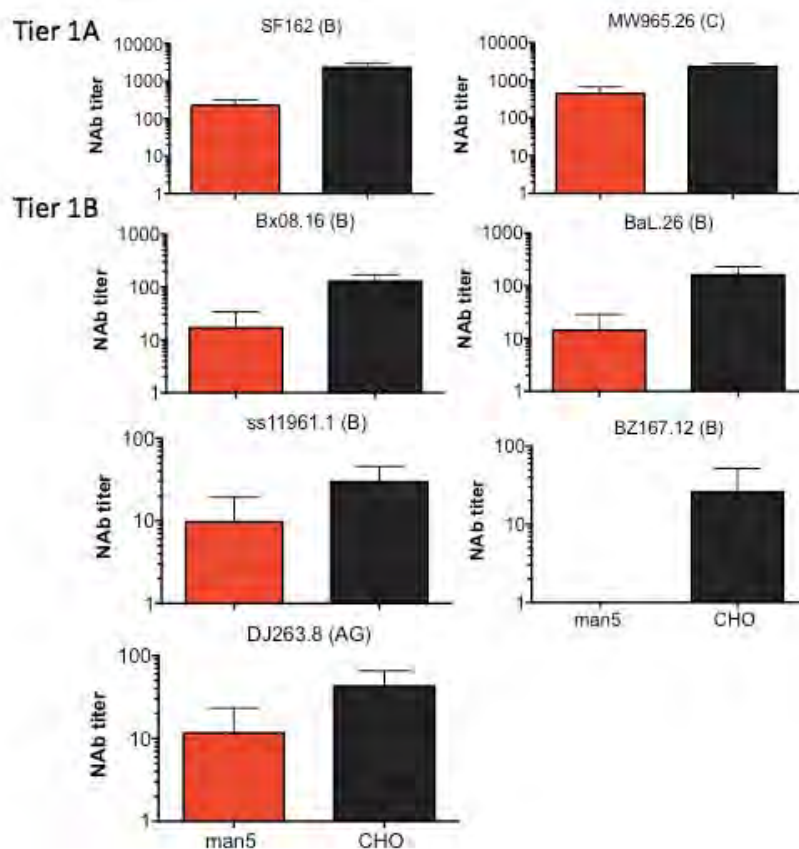 Tier 1A
SF162 (B)
NAb titer
10000
1000
100
10
1
MW965.26 (C)
NAb titer
10000
1000
100
10
1
Tier 1B
Bx08.16 (B)
NAb titer
1000
100
10
1
BaL.26 (B)
NAb titer
1000
100
10
1
ss11961.1 (B)
NAb titer
100
10
1
BZ167.12 (B)
NAb titer
100
10
1
man5 CHO
DJ263.8 (AG)
NAb titer
100
10
1
man5 CHO